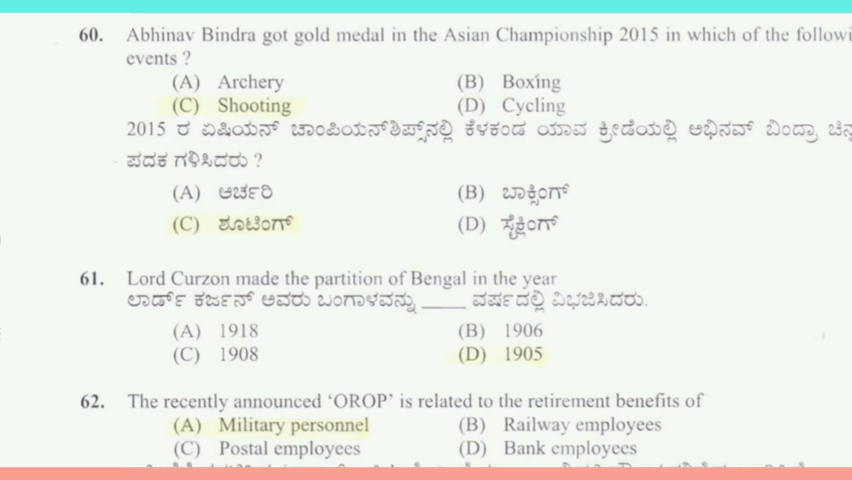 60. Abhinav Bindra got gold medal in the Asian Championship 2015 in which of the followi
events ?
(A) Archery (B) Boxing
(C) Shooting (D) Cycling
2015 ರ ಏಷಿಯನ್ ಚಾಂಪಿಯನ್‌ಶಿಪ್ಸ್‌ನಲ್ಲಿ ಕೆಳಕಂಡ ಯಾವ ಕ್ರೀಡೆಯಲ್ಲಿ ಅಭಿನವ್ ಬಿಂದ್ರಾ ಚಿನ್ನ
ಪದಕ ಗಳಿಸಿದರು ?
(A) ಆರ್ಚರಿ (B) ಬಾಕ್ಸಿಂಗ್
(C) ಶೂಟಿಂಗ್ (D) ಸೈಕ್ಲಿಂಗ್
61. Lord Curzon made the partition of Bengal in the year
ಲಾರ್ಡ್ ಕರ್ಜನ್ ಅವರು ಬಂಗಾಳವನ್ನು ____ ವರ್ಷದಲ್ಲಿ ವಿಭಜಿಸಿದರು.
(A) 1918 (B) 1906
(C) 1908 (D) 1905
62. The recently announced ‘OROP’ is related to the retirement benefits of
(A) Military personnel (B) Railway employees
(C) Postal employees (D) Bank employees